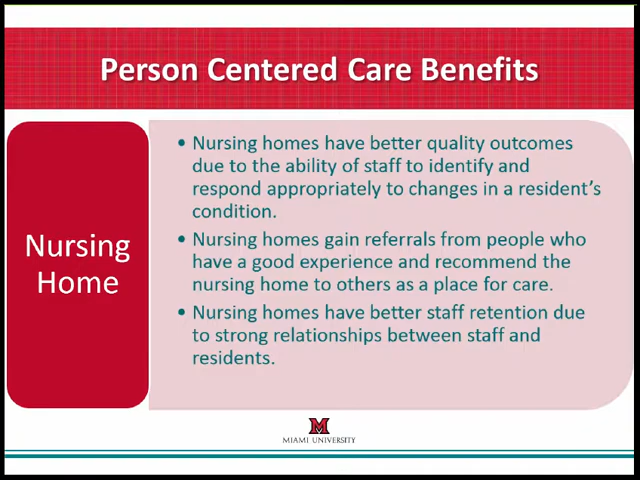 Person Centered Care Benefits
Nursing
Home
• Nursing homes have better quality outcomes
due to the ability of staff to identify and
respond appropriately to changes in a resident's
condition.
• Nursing homes gain referrals from people who
have a good experience and recommend the
nursing home to others as a place for care.
• Nursing homes have better staff retention due
to strong relationships between staff and
residents.
M
MIAMI UNIVERSITY